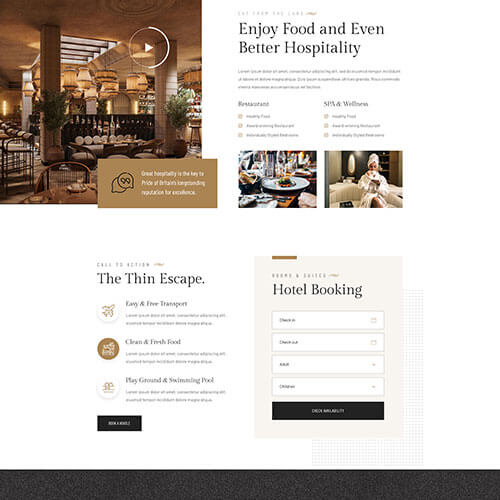 EAT FROM THE LAKE
Enjoy Food and Even
Better Hospitality
Lorem ipsum dolor sit amet, consectetur adipiscing elit,
ut labore et dolore magna aliqua. Quis ipsum suspendisse ultrices gravida. Risus commodo
viverra maecenas accumsan lacus vel facilisis.
Restaurant
Healthy Food
Award-winning Restaurant
Individually Styled Bedrooms
SPA & Wellness
Healthy Food
Award-winning Restaurant
Individually Styled Bedrooms
Great hospitality is the key to
Pride of Britain's longstanding
reputation for excellence.
CALL TO ACTION
The Thin Escape.
Easy & Free Transport
Lorem ipsum dolor sit amet, consectetur adipiscing elit,
eiusmod tempor incididunt ut labore et dolore
magna aliqua.
Clean & Fresh Food
Lorem ipsum dolor sit amet, consectetur adipiscing elit,
eiusmod tempor incididunt ut labore et dolore
magna aliqua.
Play Ground & Swimming Pool
Lorem ipsum dolor sit amet, consectetur adipiscing elit,
eiusmod tempor incididunt ut labore et dolore
magna aliqua.
ROOMS & SUITES
Hotel Booking
Check in
Check out
Adult
Children
CHECK AVAILABILITY